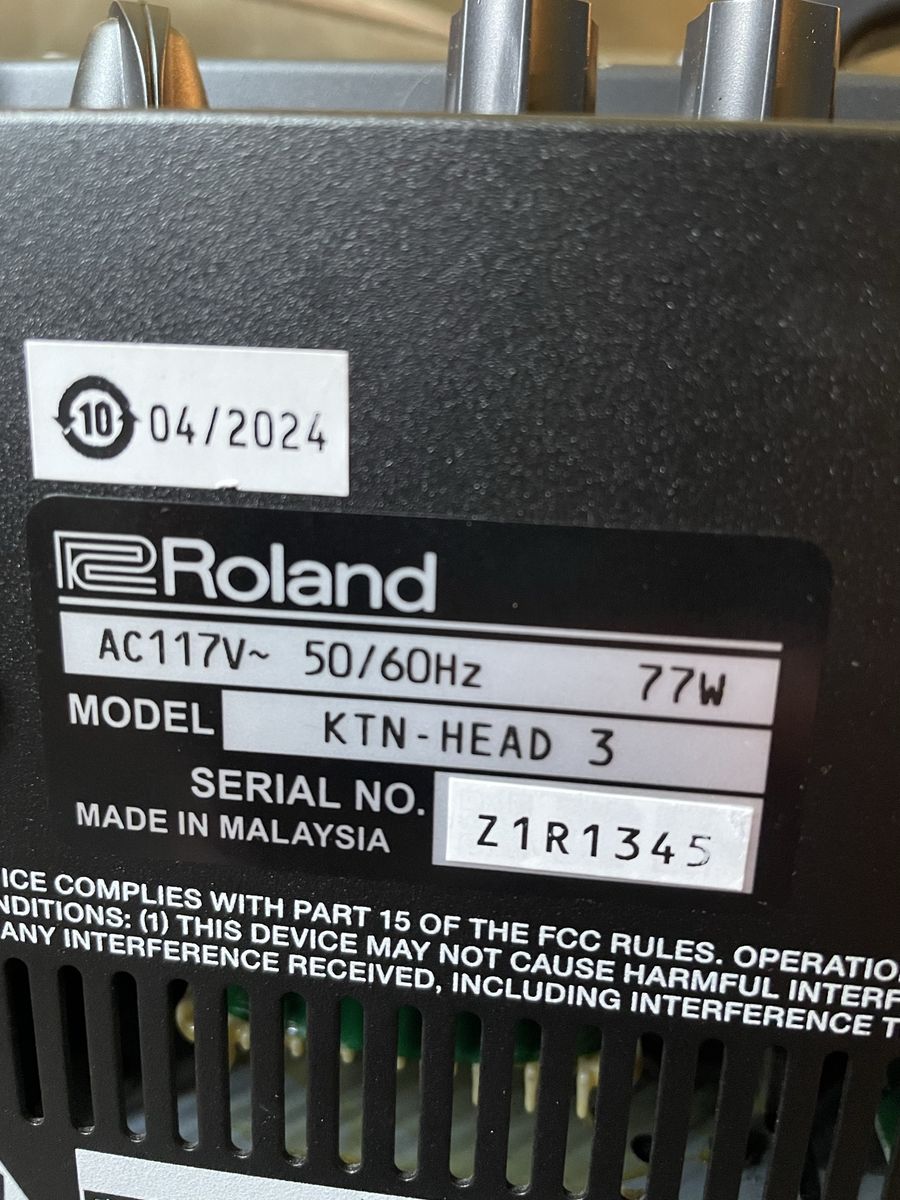 10 04/2024
Roland
AC117V~ 50/60Hz 77W
MODEL KTN-HEAD 3
SERIAL NO. Z1R1345
MADE IN MALAYSIA
ICE COMPLIES WITH PART 15 OF THE FCC RULES. OPERATIO
NDITIONS: (1) THIS DEVICE MAY NOT CAUSE HARMFUL INTERF
ANY INTERFERENCE RECEIVED, INCLUDING INTERFERENCE T